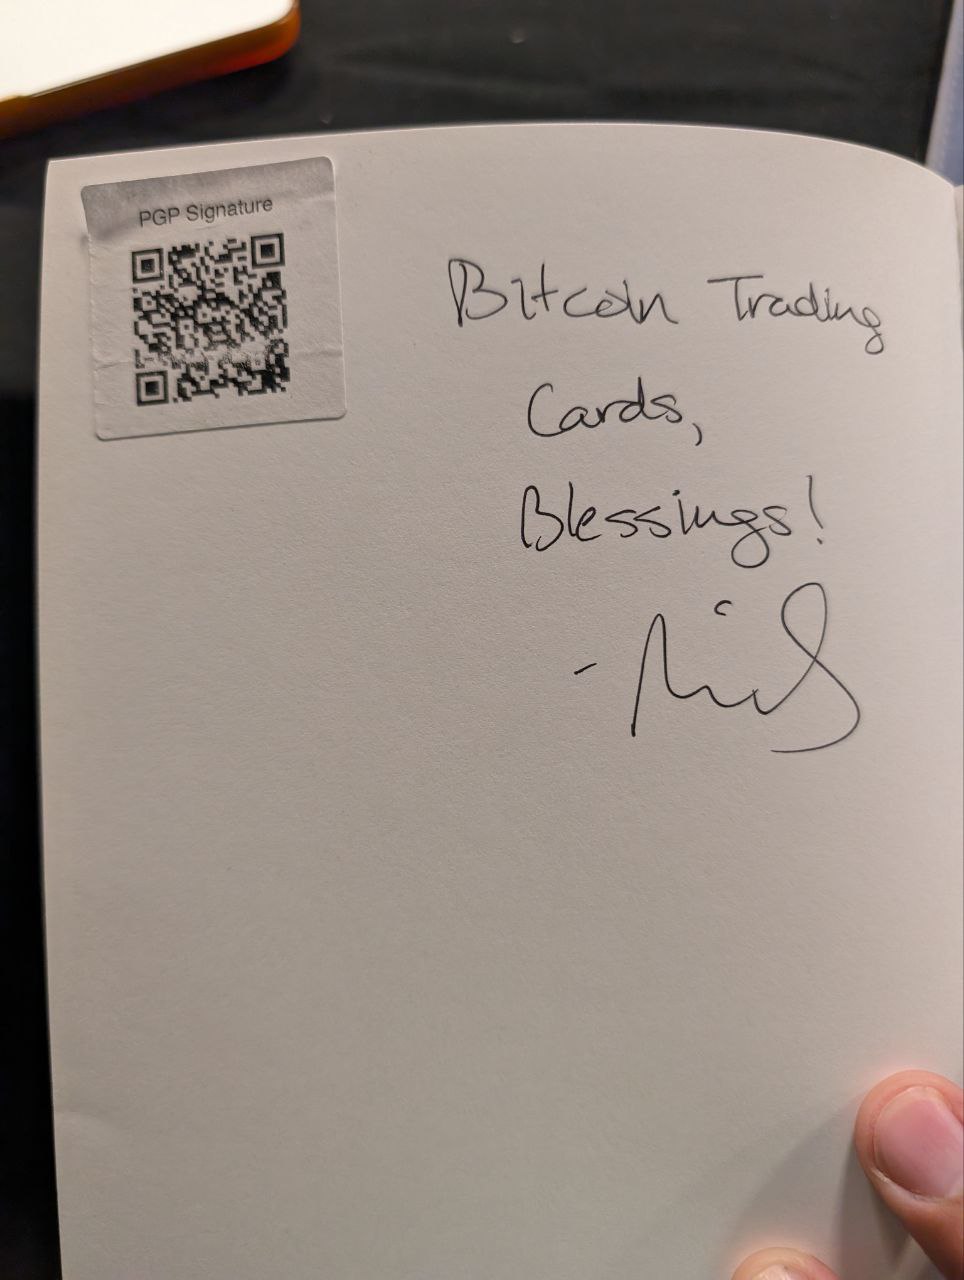 PGP Signature
Bitcoin Trading
Cards,
Blessings!